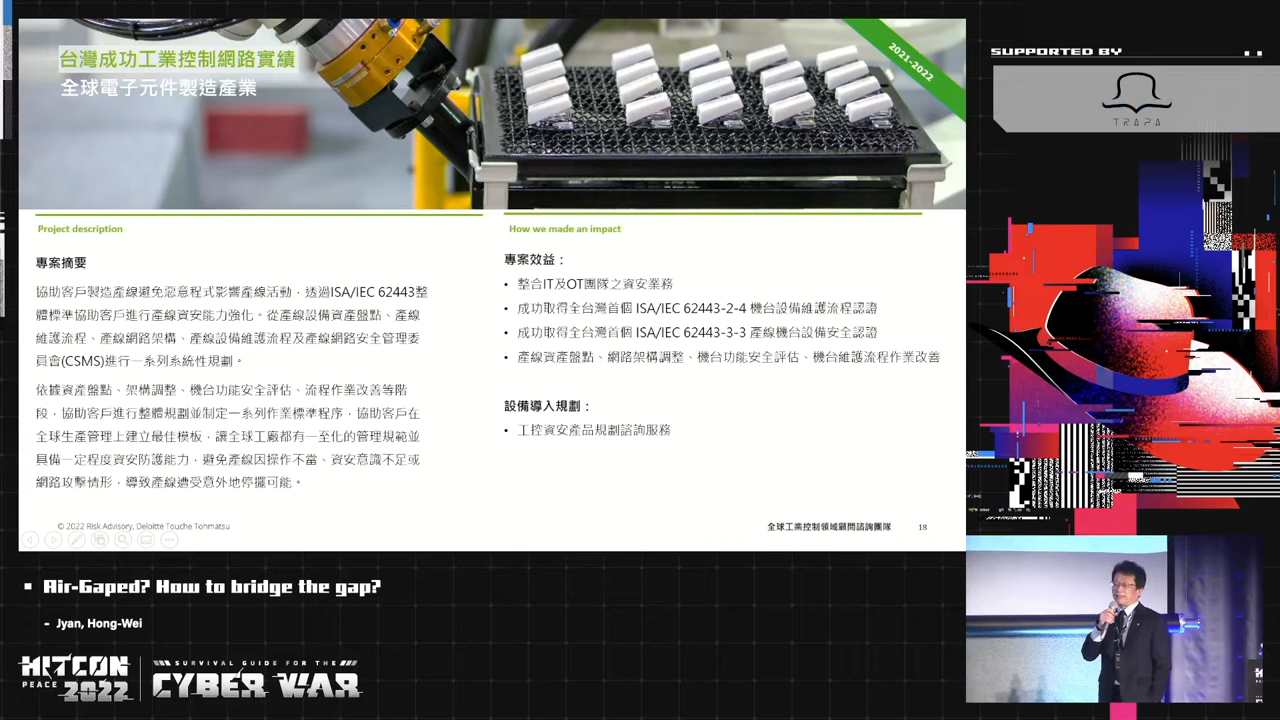 台灣成功工業控制網路實績
全球電子元件製造產業
2021-2022
Project description
專案摘要
協助客戶製造產線避免惡意程式影響產線活動，透過ISA/IEC 62443整
體標準協助客戶進行產線資安能力強化。從產線設備資產盤點、產線
維護流程、產線網路架構、產線設備維護流程及產線網路安全管理委
員會(CSMS)進行一系列系統性規劃。
依據資產盤點、架構調整、機台功能安全評估、流程作業改善等階
段，協助客戶進行整體規劃並制定一系列作業標準程序，協助客戶在
全球生產管理上建立最佳模板，讓全球工廠都有一至化的管理規範並
具備一定程度資安防護能力，避免產線因操作不當、資安意識不足或
網路攻擊情形，導致產線遭受意外地停擺可能。
How we made an impact
專案效益：
• 整合IT及OT團隊之資安業務
• 成功取得全台灣首個 ISA/IEC 62443-2-4 機台設備維護流程認證
• 成功取得全台灣首個 ISA/IEC 62443-3-3 產線機台設備安全認證
• 產線資產盤點、網路架構調整、機台功能安全評估、機台維護流程作業改善
設備導入規劃：
• 工控資安產品規劃諮詢服務
© 2022 Risk Advisory, Deloitte Touche Tohmatsu
全球工業控制領域顧問諮詢團隊
18
SUPPORTED BY
TRAPA
Air-Gaped? How to bridge the gap?
- Jyan, Hong-Wei
HITCON
PEACE 2022
SURVIVAL GUIDE FOR THE
CYBER WAR